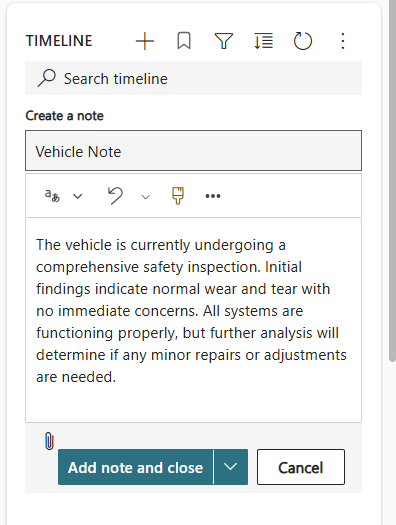 TIMELINE
Search timeline
Create a note
Vehicle Note
aあ
The vehicle is currently undergoing a
comprehensive safety inspection. Initial
findings indicate normal wear and tear with
no immediate concerns. All systems are
functioning properly, but further analysis will
determine if any minor repairs or adjustments
are needed.
Add note and close
Cancel